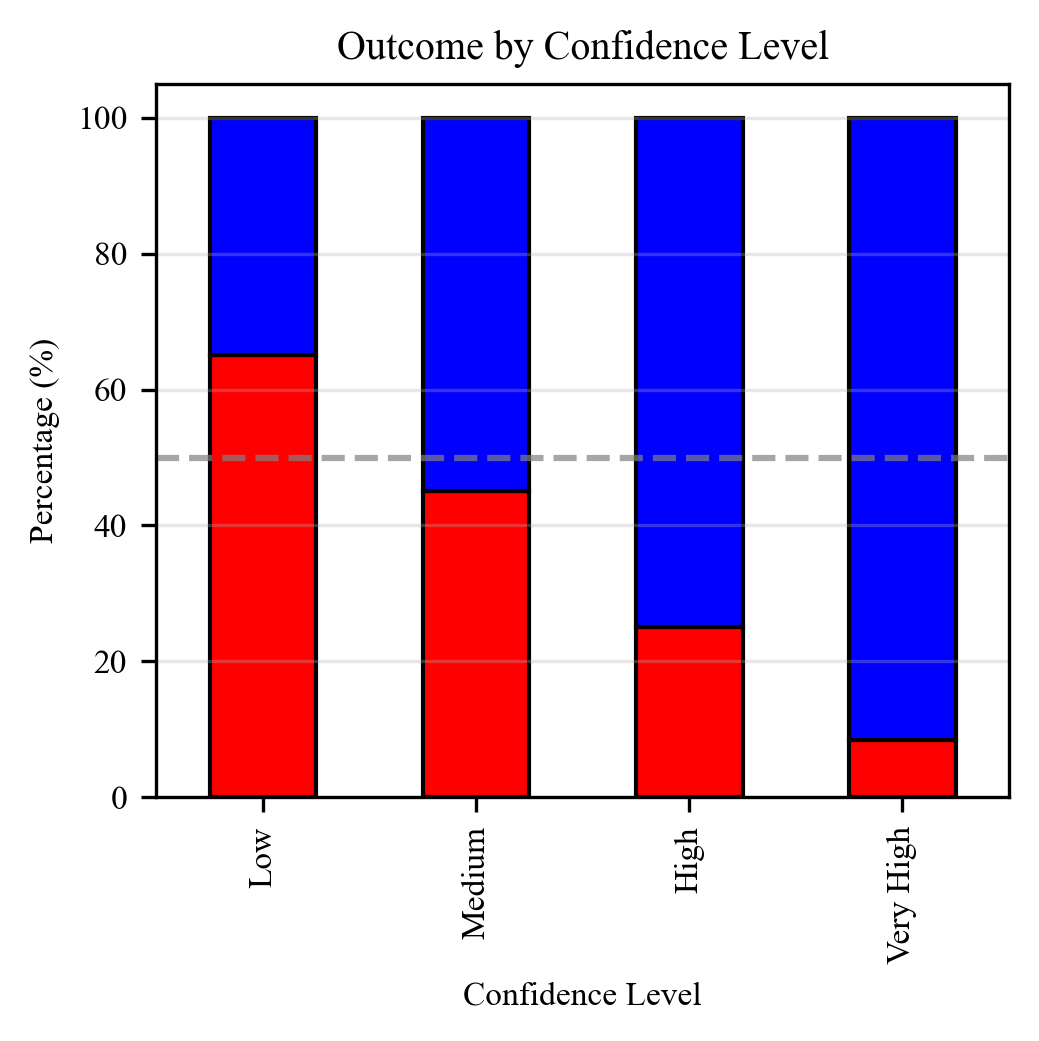 Outcome by Confidence Level
100
80
60
40
20
0
Percentage (%)
Low
Medium
High
Very High
Confidence Level